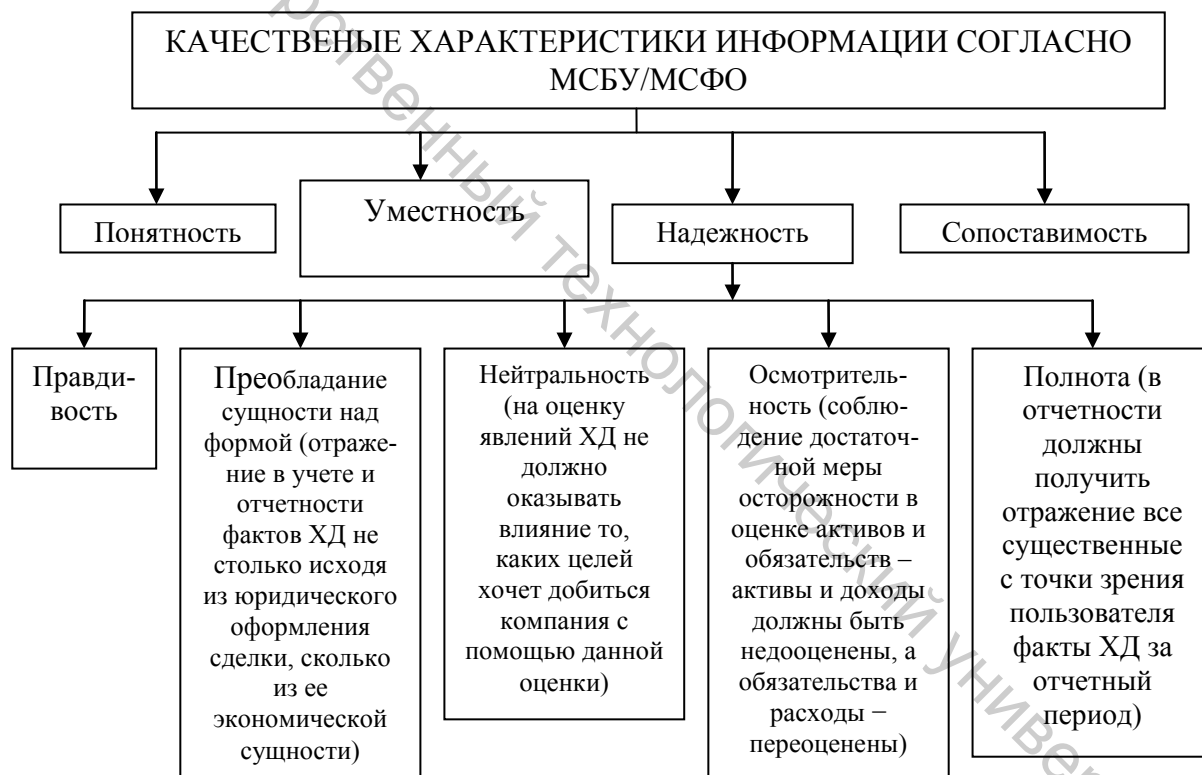 КАЧЕСТВЕНЫЕ ХАРАКТЕРИСТИКИ ИНФОРМАЦИИ СОГЛАСНО
МСБУ/МСФО
Понятность
Уместность
Надежность
Сопоставимость
Правди-
вость
Преобладание
сущности над
формой (отраже-
ние в учете и
отчетности
фактов ХД не
столько исходя
из юридического
оформления
сделки, сколько
из ее
экономической
сущности)
Нейтральность
(на оценку
явлений ХД не
должно
оказывать
влияние то,
каких целей
хочет добиться
компания с
помощью данной
оценки)
Осмотритель-
ность (соблю-
дение достаточ-
ной меры
осторожности в
оценке активов и
обязательств –
активы и доходы
должны быть
недооценены, а
обязательства и
расходы –
переоценены)
Полнота (в
отчетности
должны
получить
отражение все
существенные
с точки зрения
пользователя
факты ХД за
отчетный
период)
технологический